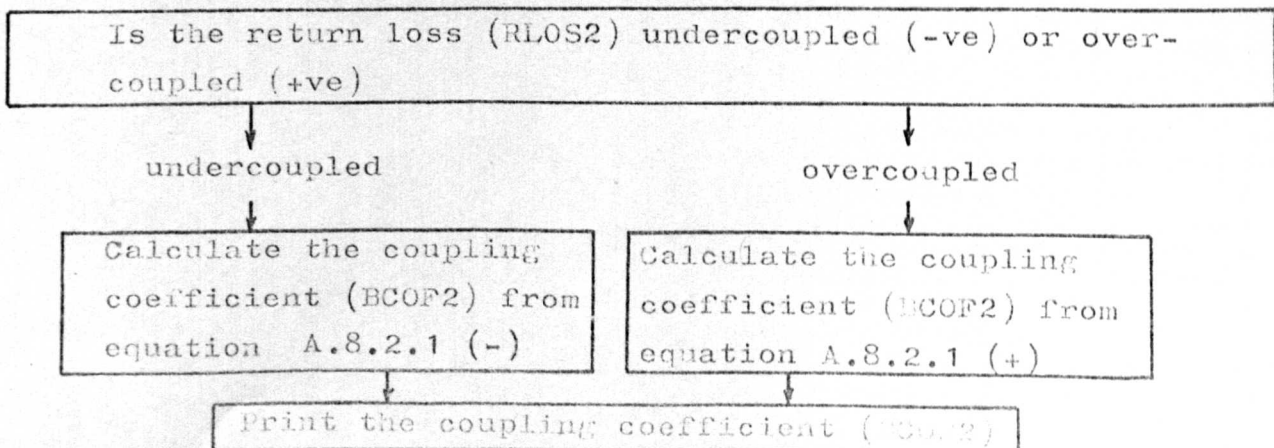 Is the return loss (RLOS2) undercoupled (-ve) or over-
coupled (+ve)
undercoupled
overcoupled
Calculate the coupling
coefficient (BCOF2) from
equation A.8.2.1 (-)
Calculate the coupling
coefficient (BCOF2) from
equation A.8.2.1 (+)
Print the coupling coefficient (BCOF2)